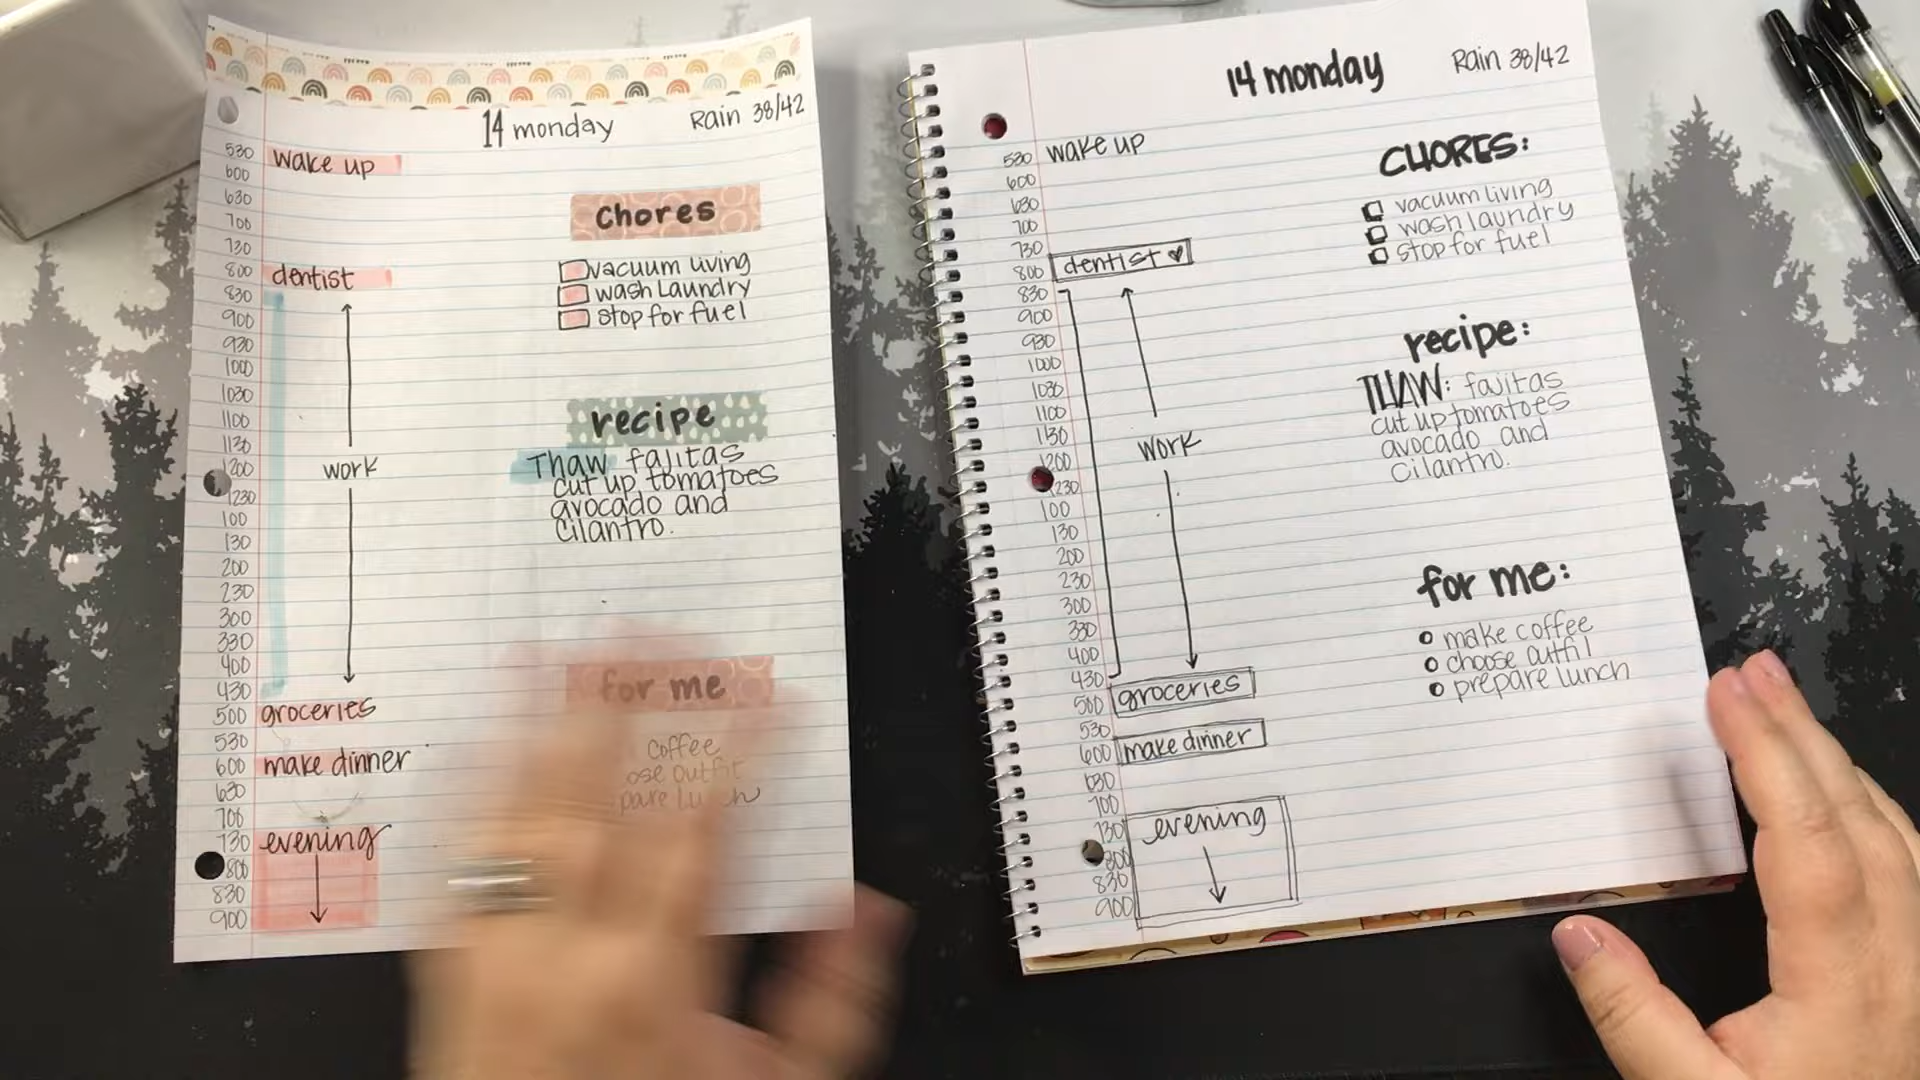 14 monday
Rain 38/42
530
wake up
600
630
700
730
800
dentist
830
900
930
1000
1030
1100
1130
1200
work
1230
100
130
200
230
300
330
400
430
500
groceries
530
600
make dinner
630
700
730
evening
800
830
900
chores
vacuum living
wash laundry
stop for fuel
recipe
Thaw fajitas
cut up tomatoes
avocado and
cilantro.
for me
coffee
outfit
14 monday
Rain 38/42
530
wake up
600
630
700
730
800
dentist
830
900
930
1000
1030
1100
1130
work
1200
1230
100
130
200
230
300
330
400
430
500
groceries
530
600
make dinner
630
700
730
evening
800
830
900
CHORES:
vacuum living
wash laundry
stop for fuel
recipe:
THAW: fajitas
cut up tomatoes
avocado and
cilantro.
for me:
make coffee
choose outfit
prepare lunch